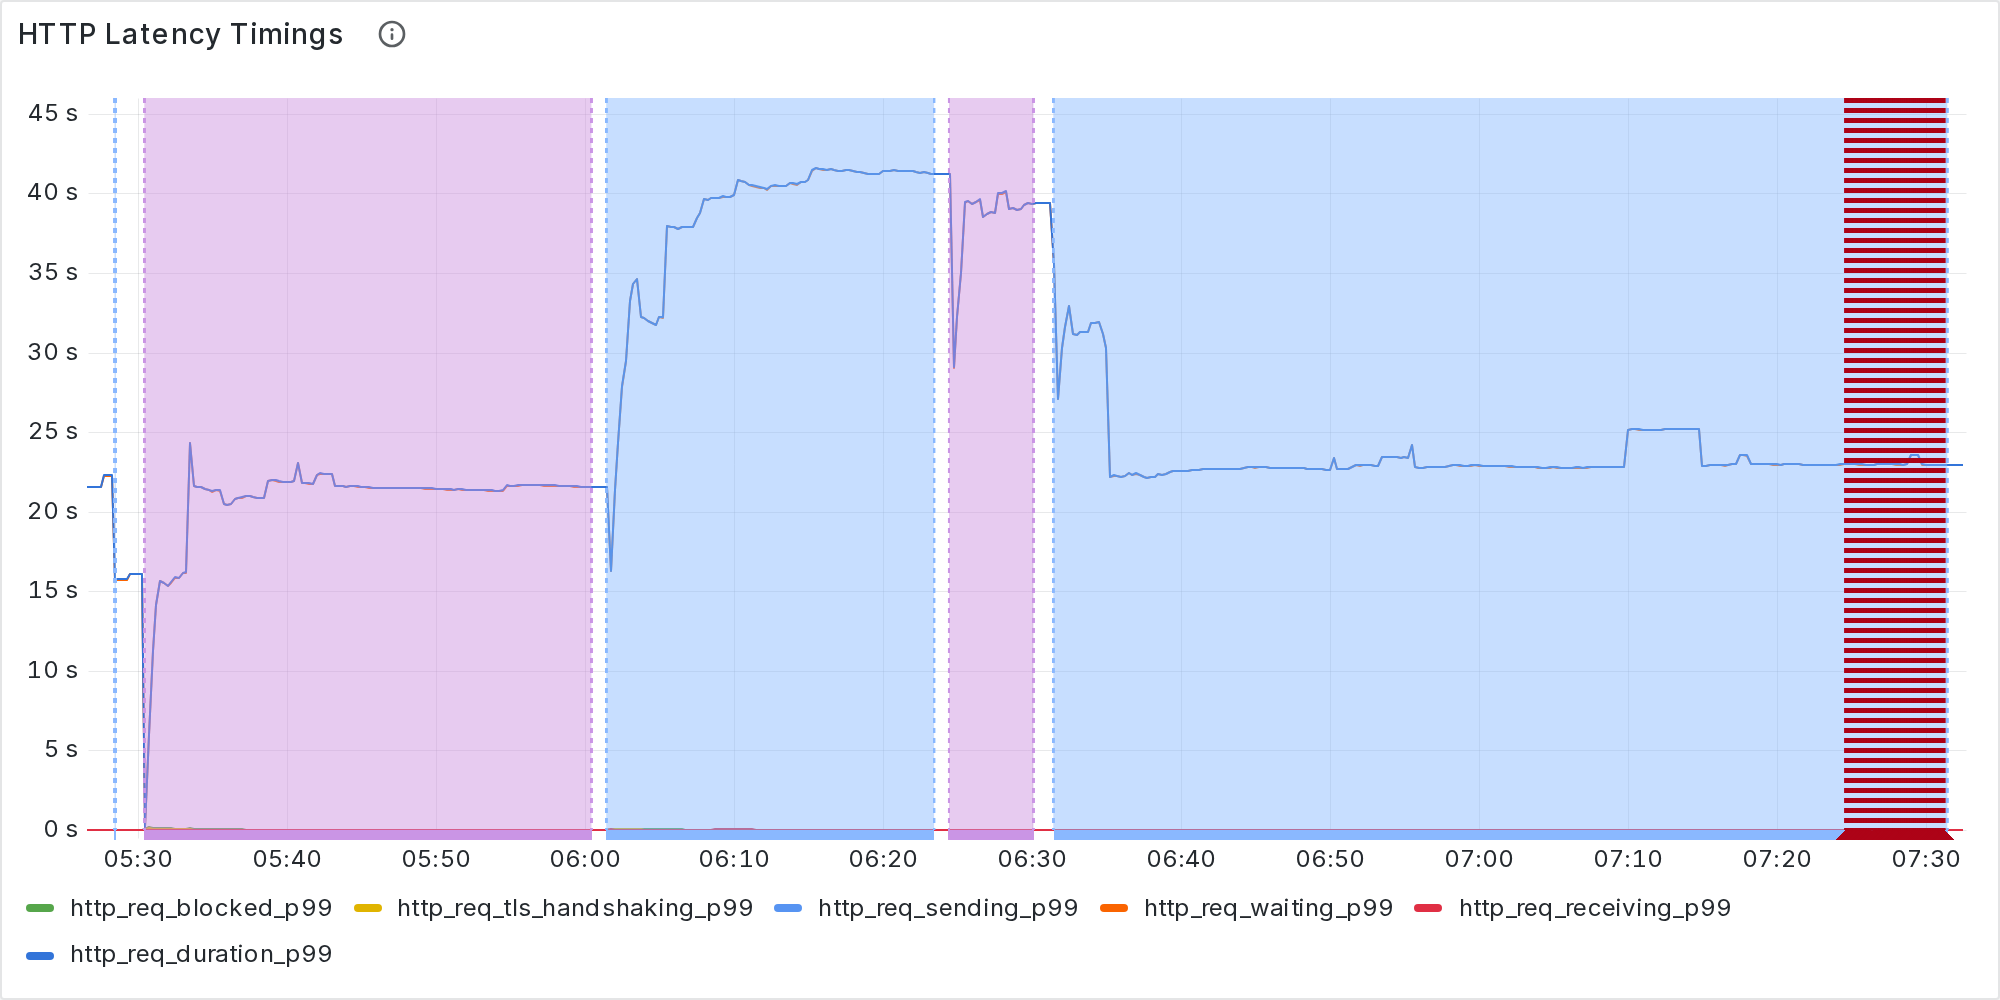 HTTP Latency Timings
45 s
40 s
35 s
30 s
25 s
20 s
15 s
10 s
5 s
0 s
05:30 05:40 05:50 06:00 06:10 06:20 06:30 06:40 06:50 07:00 07:10 07:20 07:30
http_req_blocked_p99 http_req_tls_handshaking_p99 http_req_sending_p99 http_req_waiting_p99 http_req_receiving_p99
http_req_duration_p99